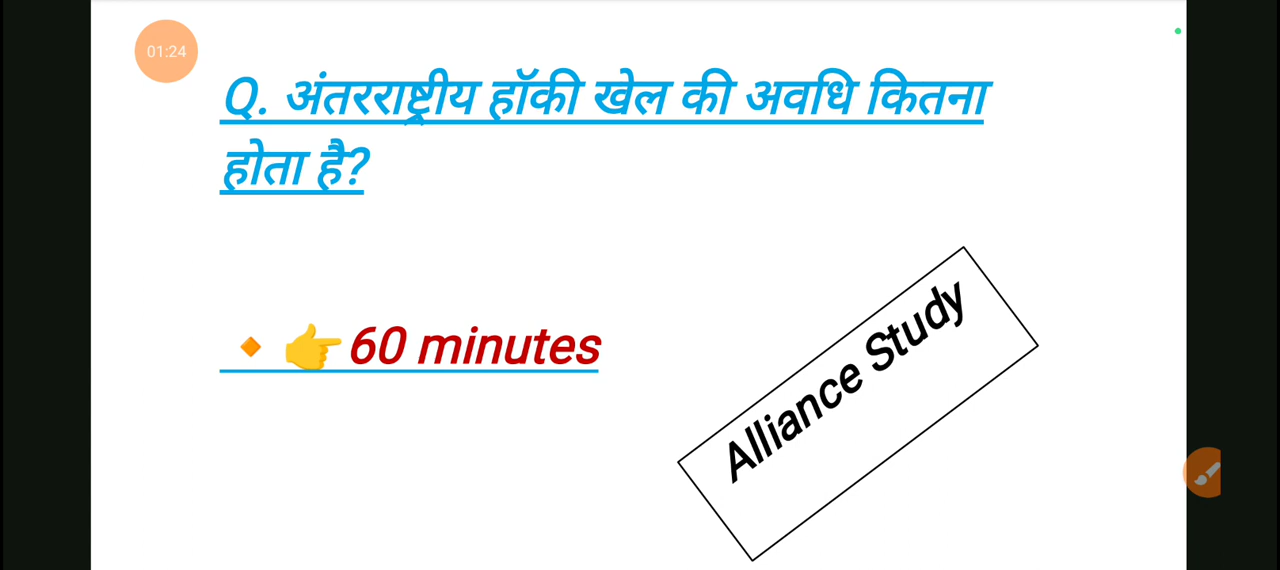 01:24
Q. अंतरराष्ट्रीय हॉकी खेल की अवधि कितना
होता है?
👉60 minutes
Alliance Study